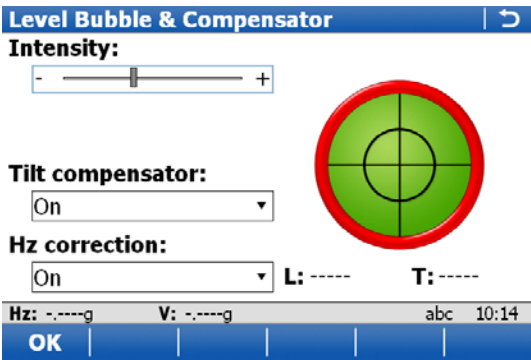 Level Bubble & Compensator
Intensity:
- +
Tilt compensator:
On
Hz correction:
On
L: ----- T: -----
Hz: -.----g V: -.----g abc 10:14
OK